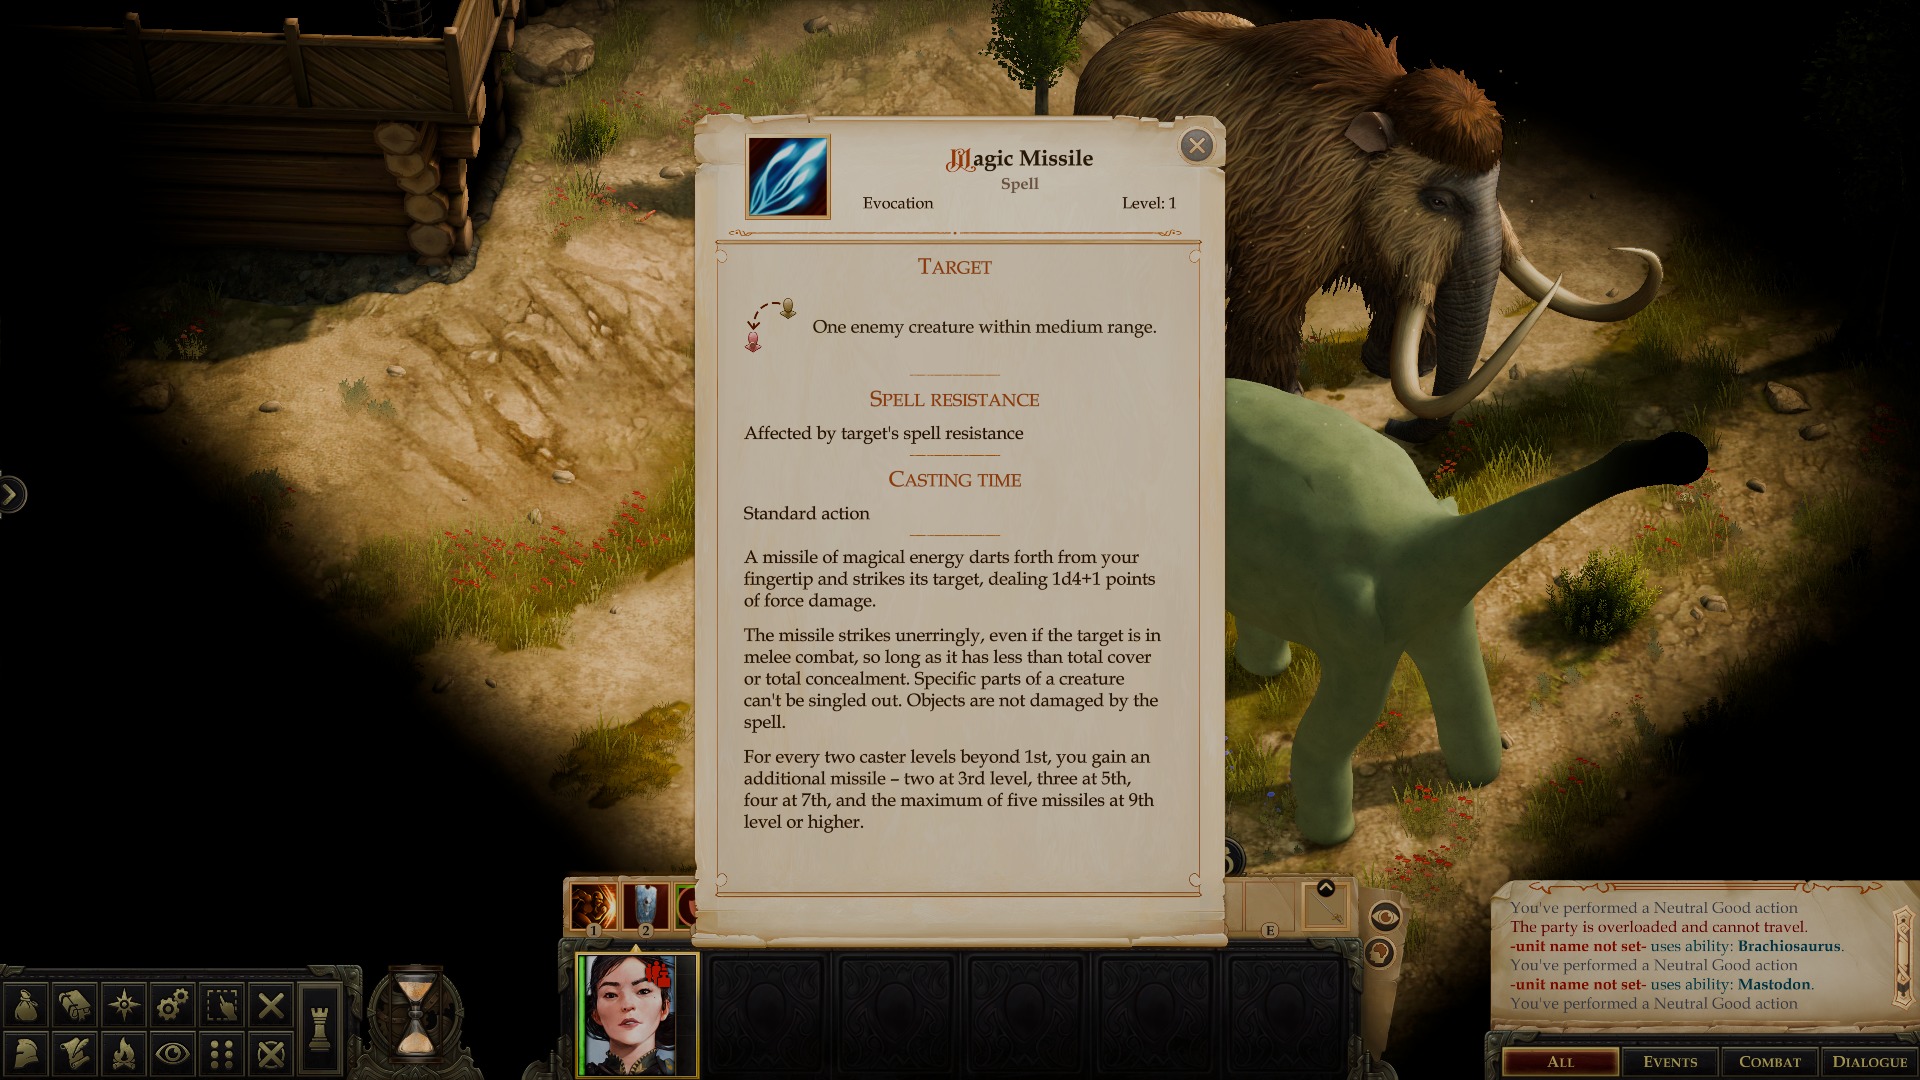 Magic Missile
Spell
Evocation
Level: 1
TARGET
One enemy creature within medium range.
SPELL RESISTANCE
Affected by target's spell resistance
CASTING TIME
Standard action
A missile of magical energy darts forth from your
fingertip and strikes its target, dealing 1d4+1 points
of force damage.
The missile strikes unerringly, even if the target is in
melee combat, so long as it has less than total cover
or total concealment. Specific parts of a creature
can't be singled out. Objects are not damaged by the
spell.
For every two caster levels beyond 1st, you gain an
additional missile – two at 3rd level, three at 5th,
four at 7th, and the maximum of five missiles at 9th
level or higher.
1
2
E
You've performed a Neutral Good action
The party is overloaded and cannot travel.
-unit name not set- uses ability: Brachiosaurus.
You've performed a Neutral Good action
-unit name not set- uses ability: Mastodon.
You've performed a Neutral Good action
ALL
EVENTS
COMBAT
DIALOGUE